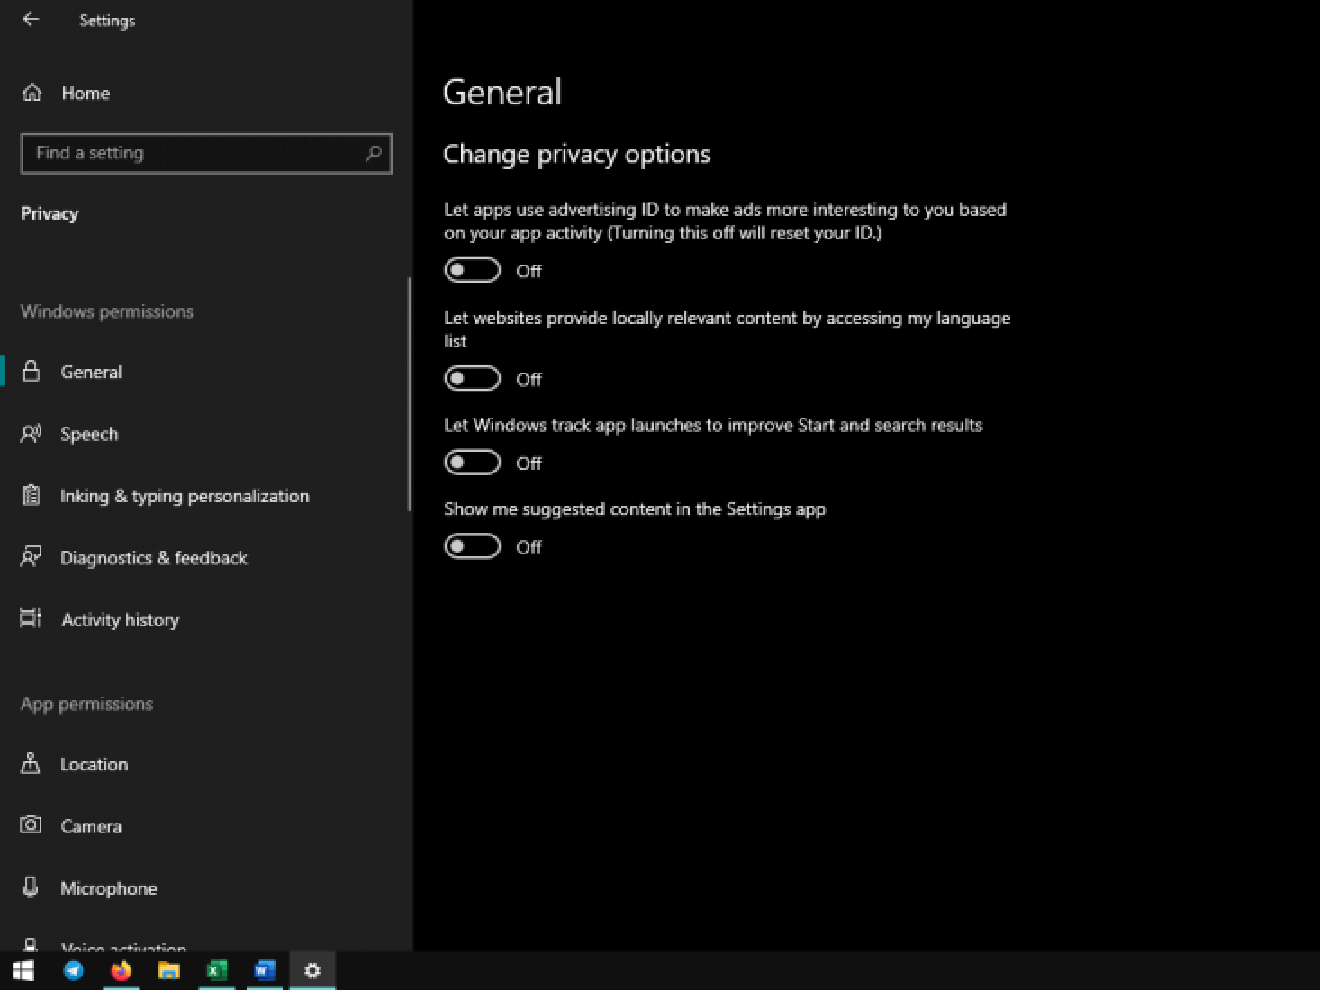 Settings
Home
Find a setting
Privacy
Windows permissions
General
Speech
Inking & typing personalization
Diagnostics & feedback
Activity history
App permissions
Location
Camera
Microphone
Voice activation
General
Change privacy options
Let apps use advertising ID to make ads more interesting to you based
on your app activity (Turning this off will reset your ID.)
Off
Let websites provide locally relevant content by accessing my language
list
Off
Let Windows track app launches to improve Start and search results
Off
Show me suggested content in the Settings app
Off